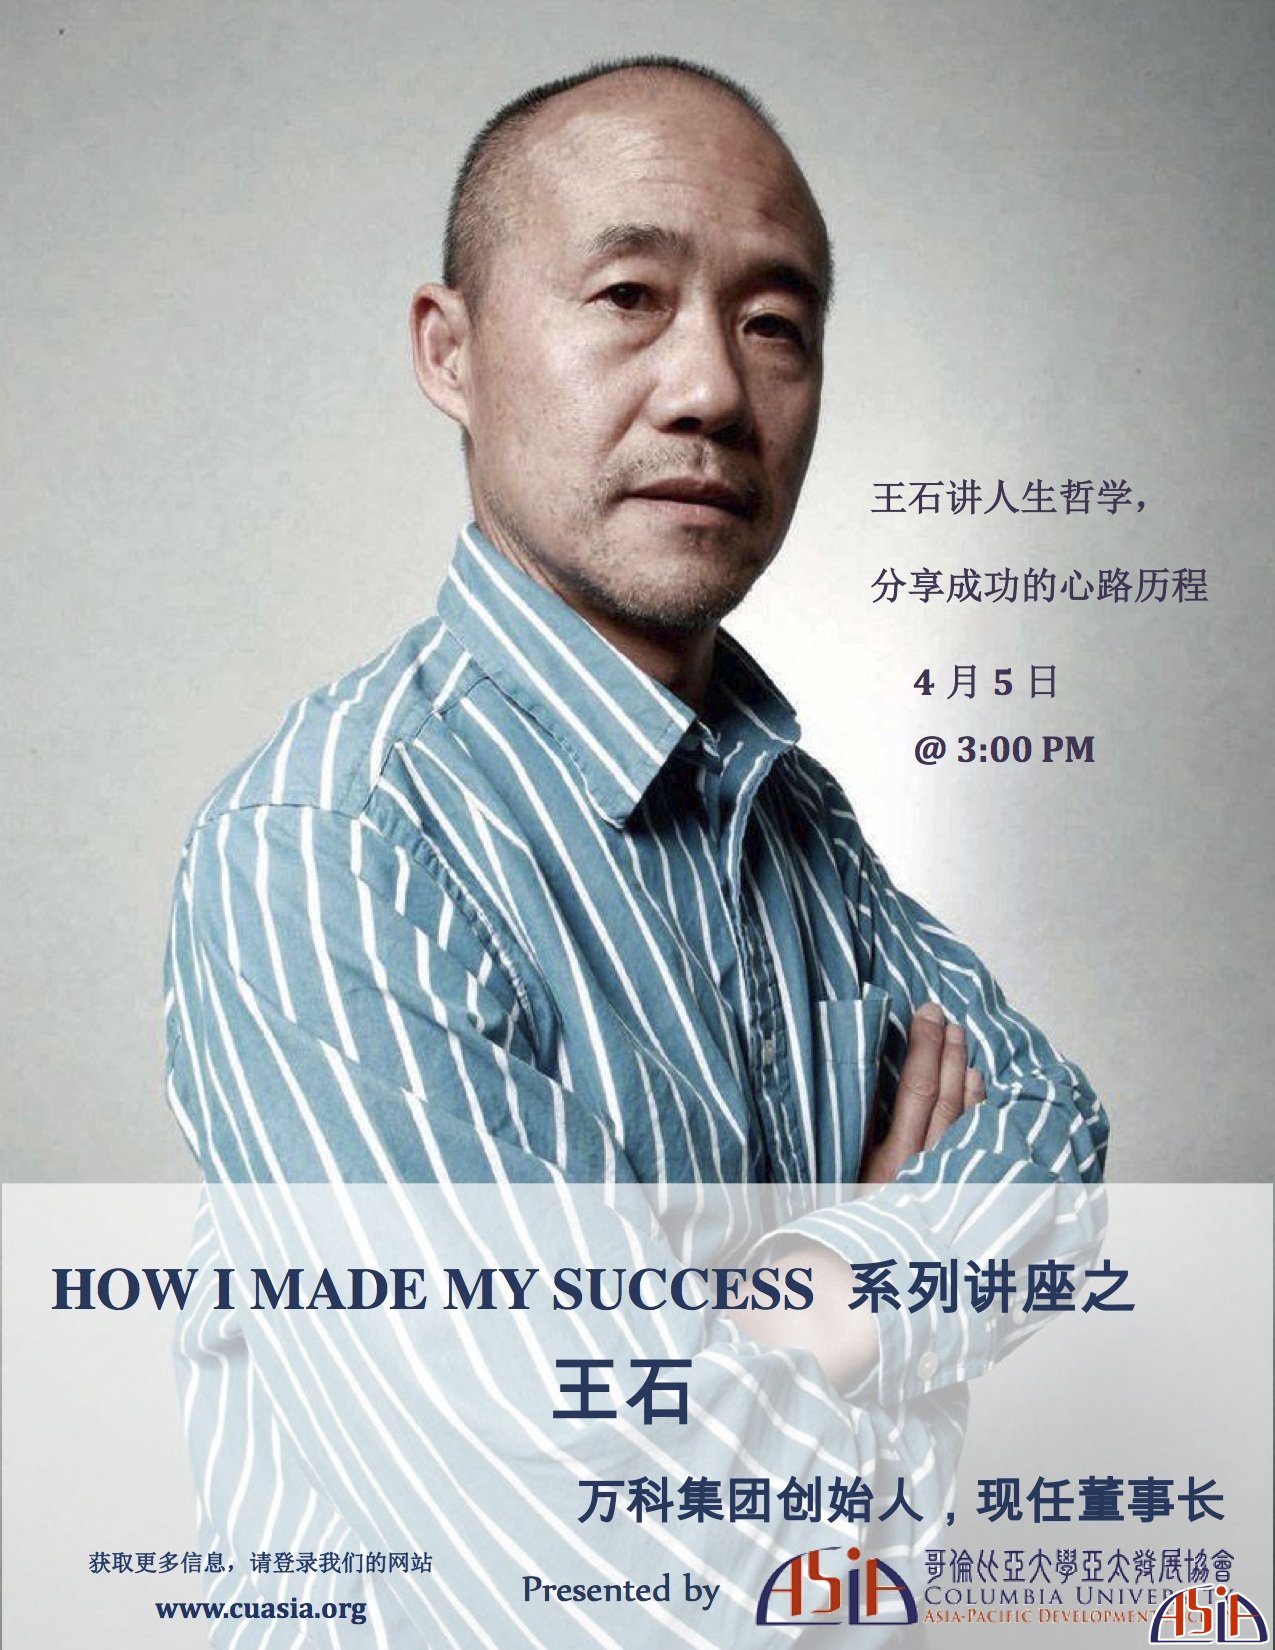 王石讲人生哲学，
分享成功的心路历程
4 月 5 日
@ 3:00 PM
HOW I MADE MY SUCCESS 系列讲座之
王石
万科集团创始人，现任董事长
获取更多信息，请登录我们的网站
www.cuasia.org
Presented by
ASIA
哥倫比亞大學亞太發展協會
COLUMBIA UNIVERSITY
ASIA-PACIFIC DEVELOPMENT
ASIA